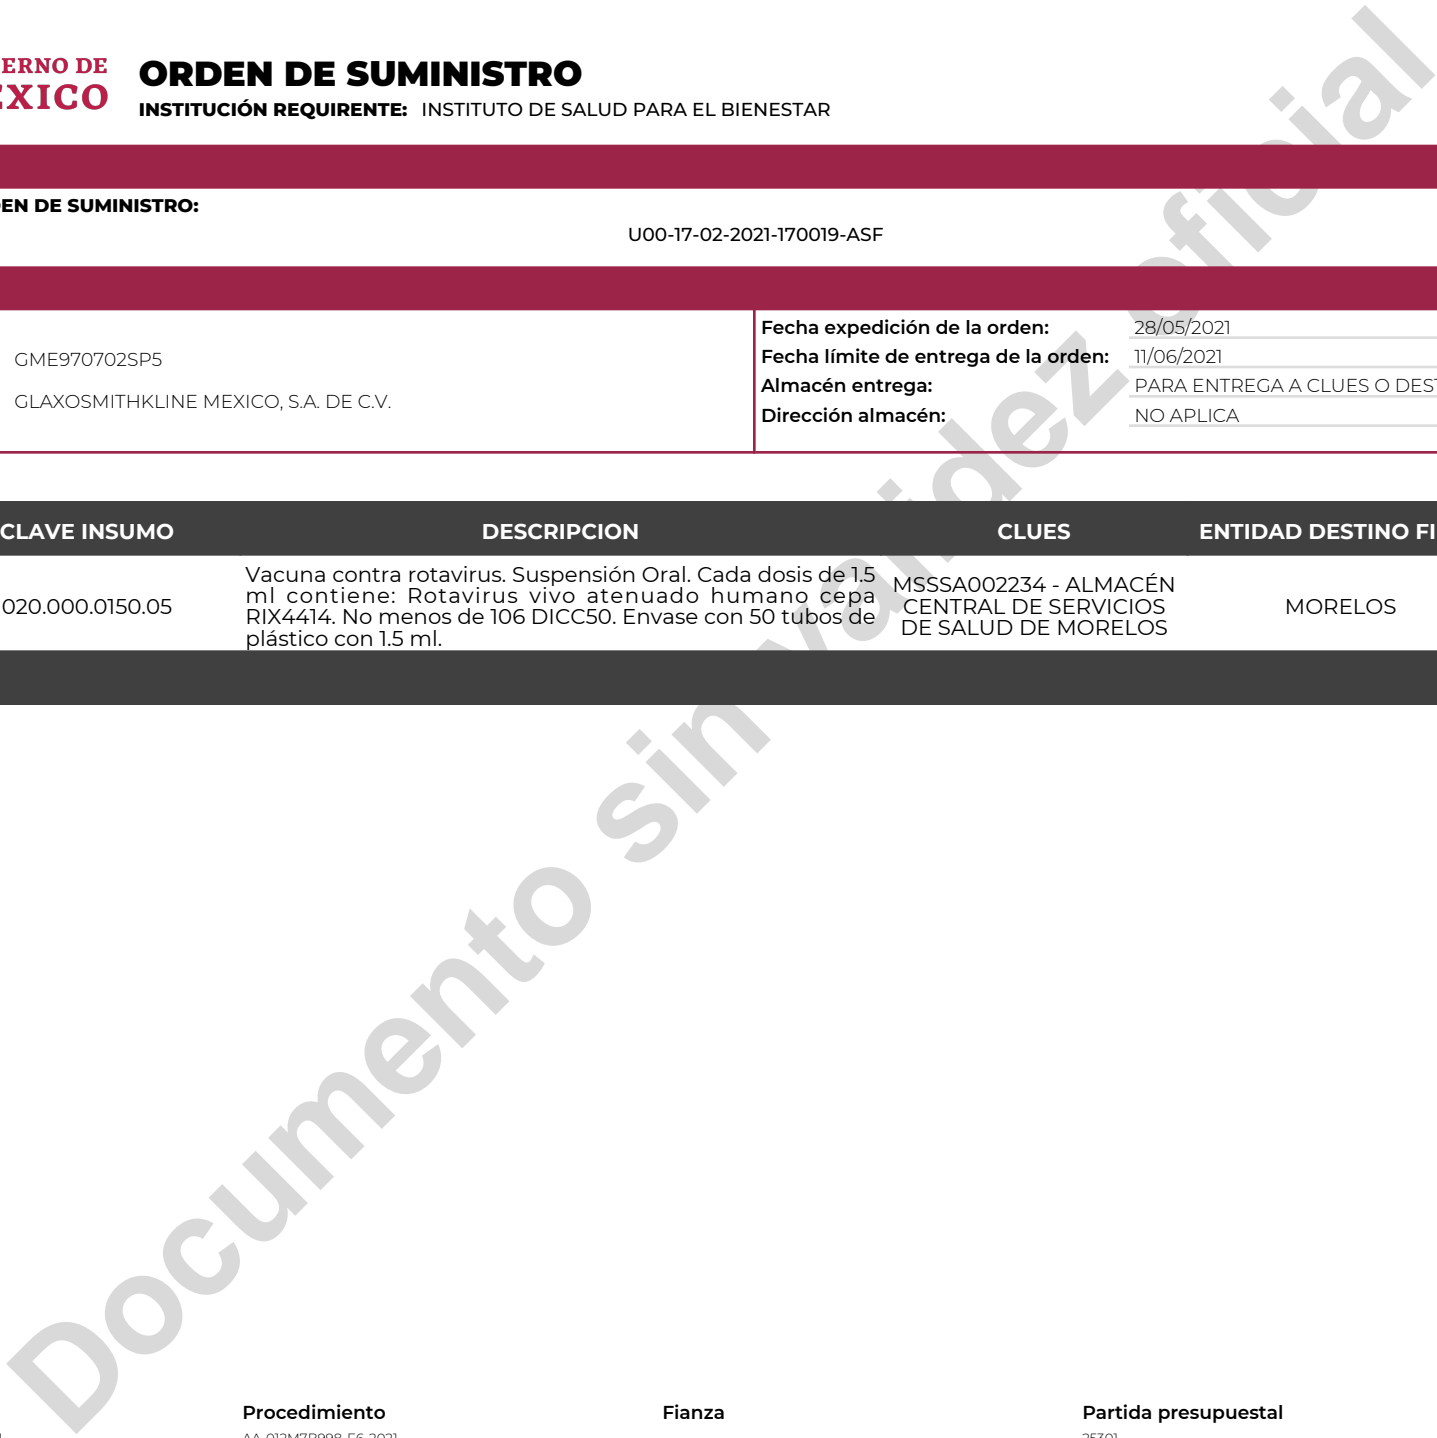 ERNO DE
EXICO
ORDEN DE SUMINISTRO
INSTITUCIÓN REQUIRENTE: INSTITUTO DE SALUD PARA EL BIENESTAR
EN DE SUMINISTRO:
U00-17-02-2021-170019-ASF
GME970702SP5
GLAXOSMITHKLINE MEXICO, S.A. DE C.V.
Fecha expedición de la orden: 28/05/2021
Fecha límite de entrega de la orden: 11/06/2021
Almacén entrega: PARA ENTREGA A CLUES O DEST
Dirección almacén: NO APLICA
CLAVE INSUMO DESCRIPCION CLUES ENTIDAD DESTINO FI
020.000.0150.05
Vacuna contra rotavirus. Suspensión Oral. Cada dosis de 1.5
ml contiene: Rotavirus vivo atenuado humano cepa
RIX4414. No menos de 106 DICC50. Envase con 50 tubos de
plástico con 1.5 ml.
MSSSA002234 - ALMACÉN
CENTRAL DE SERVICIOS
DE SALUD DE MORELOS
MORELOS
Documento sin validez oficial
Procedimiento Fianza Partida presupuestal